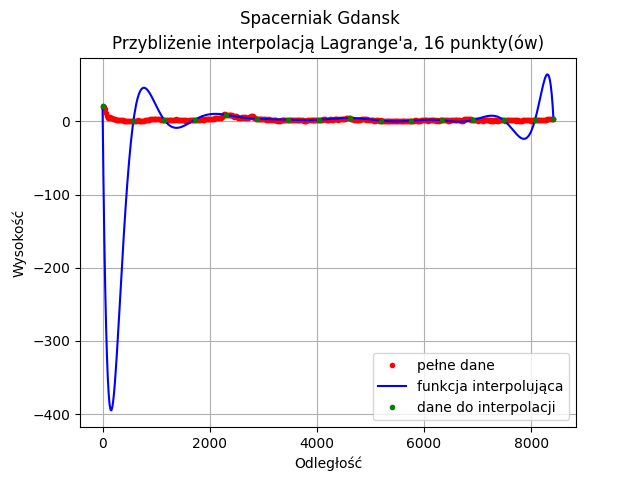 Spacerniak Gdansk
Przybliżenie interpolacją Lagrange'a, 16 punkty(ów)
Wysokość
0
−100
−200
−300
−400
0 2000 4000 6000 8000
Odległość
pełne dane
funkcja interpolująca
dane do interpolacji